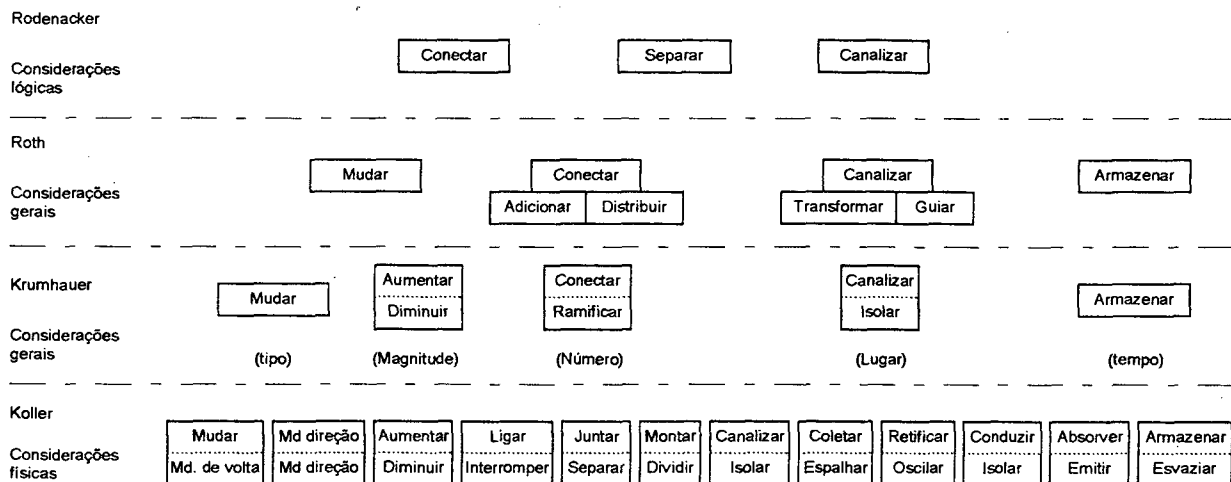 Rodenacker
Conectar Separar Canalizar
Considerações
lógicas
Roth
Mudar Conectar Canalizar Armazenar
Considerações
gerais
Adicionar Distribuir Transformar Guiar
Krumhauer
Mudar
Aumentar
Diminuir
Conectar
Ramificar
Canalizar
Isolar
Armazenar
Considerações
gerais
(tipo) (Magnitude) (Número) (Lugar) (tempo)
Koller
Considerações
físicas
Mudar Md direção Aumentar Ligar Juntar Montar Canalizar Coletar Retificar Conduzir Absorver Armazenar
Md. de volta Md direção Diminuir Interromper Separar Dividir Isolar Espalhar Oscilar Isolar Emitir Esvaziar